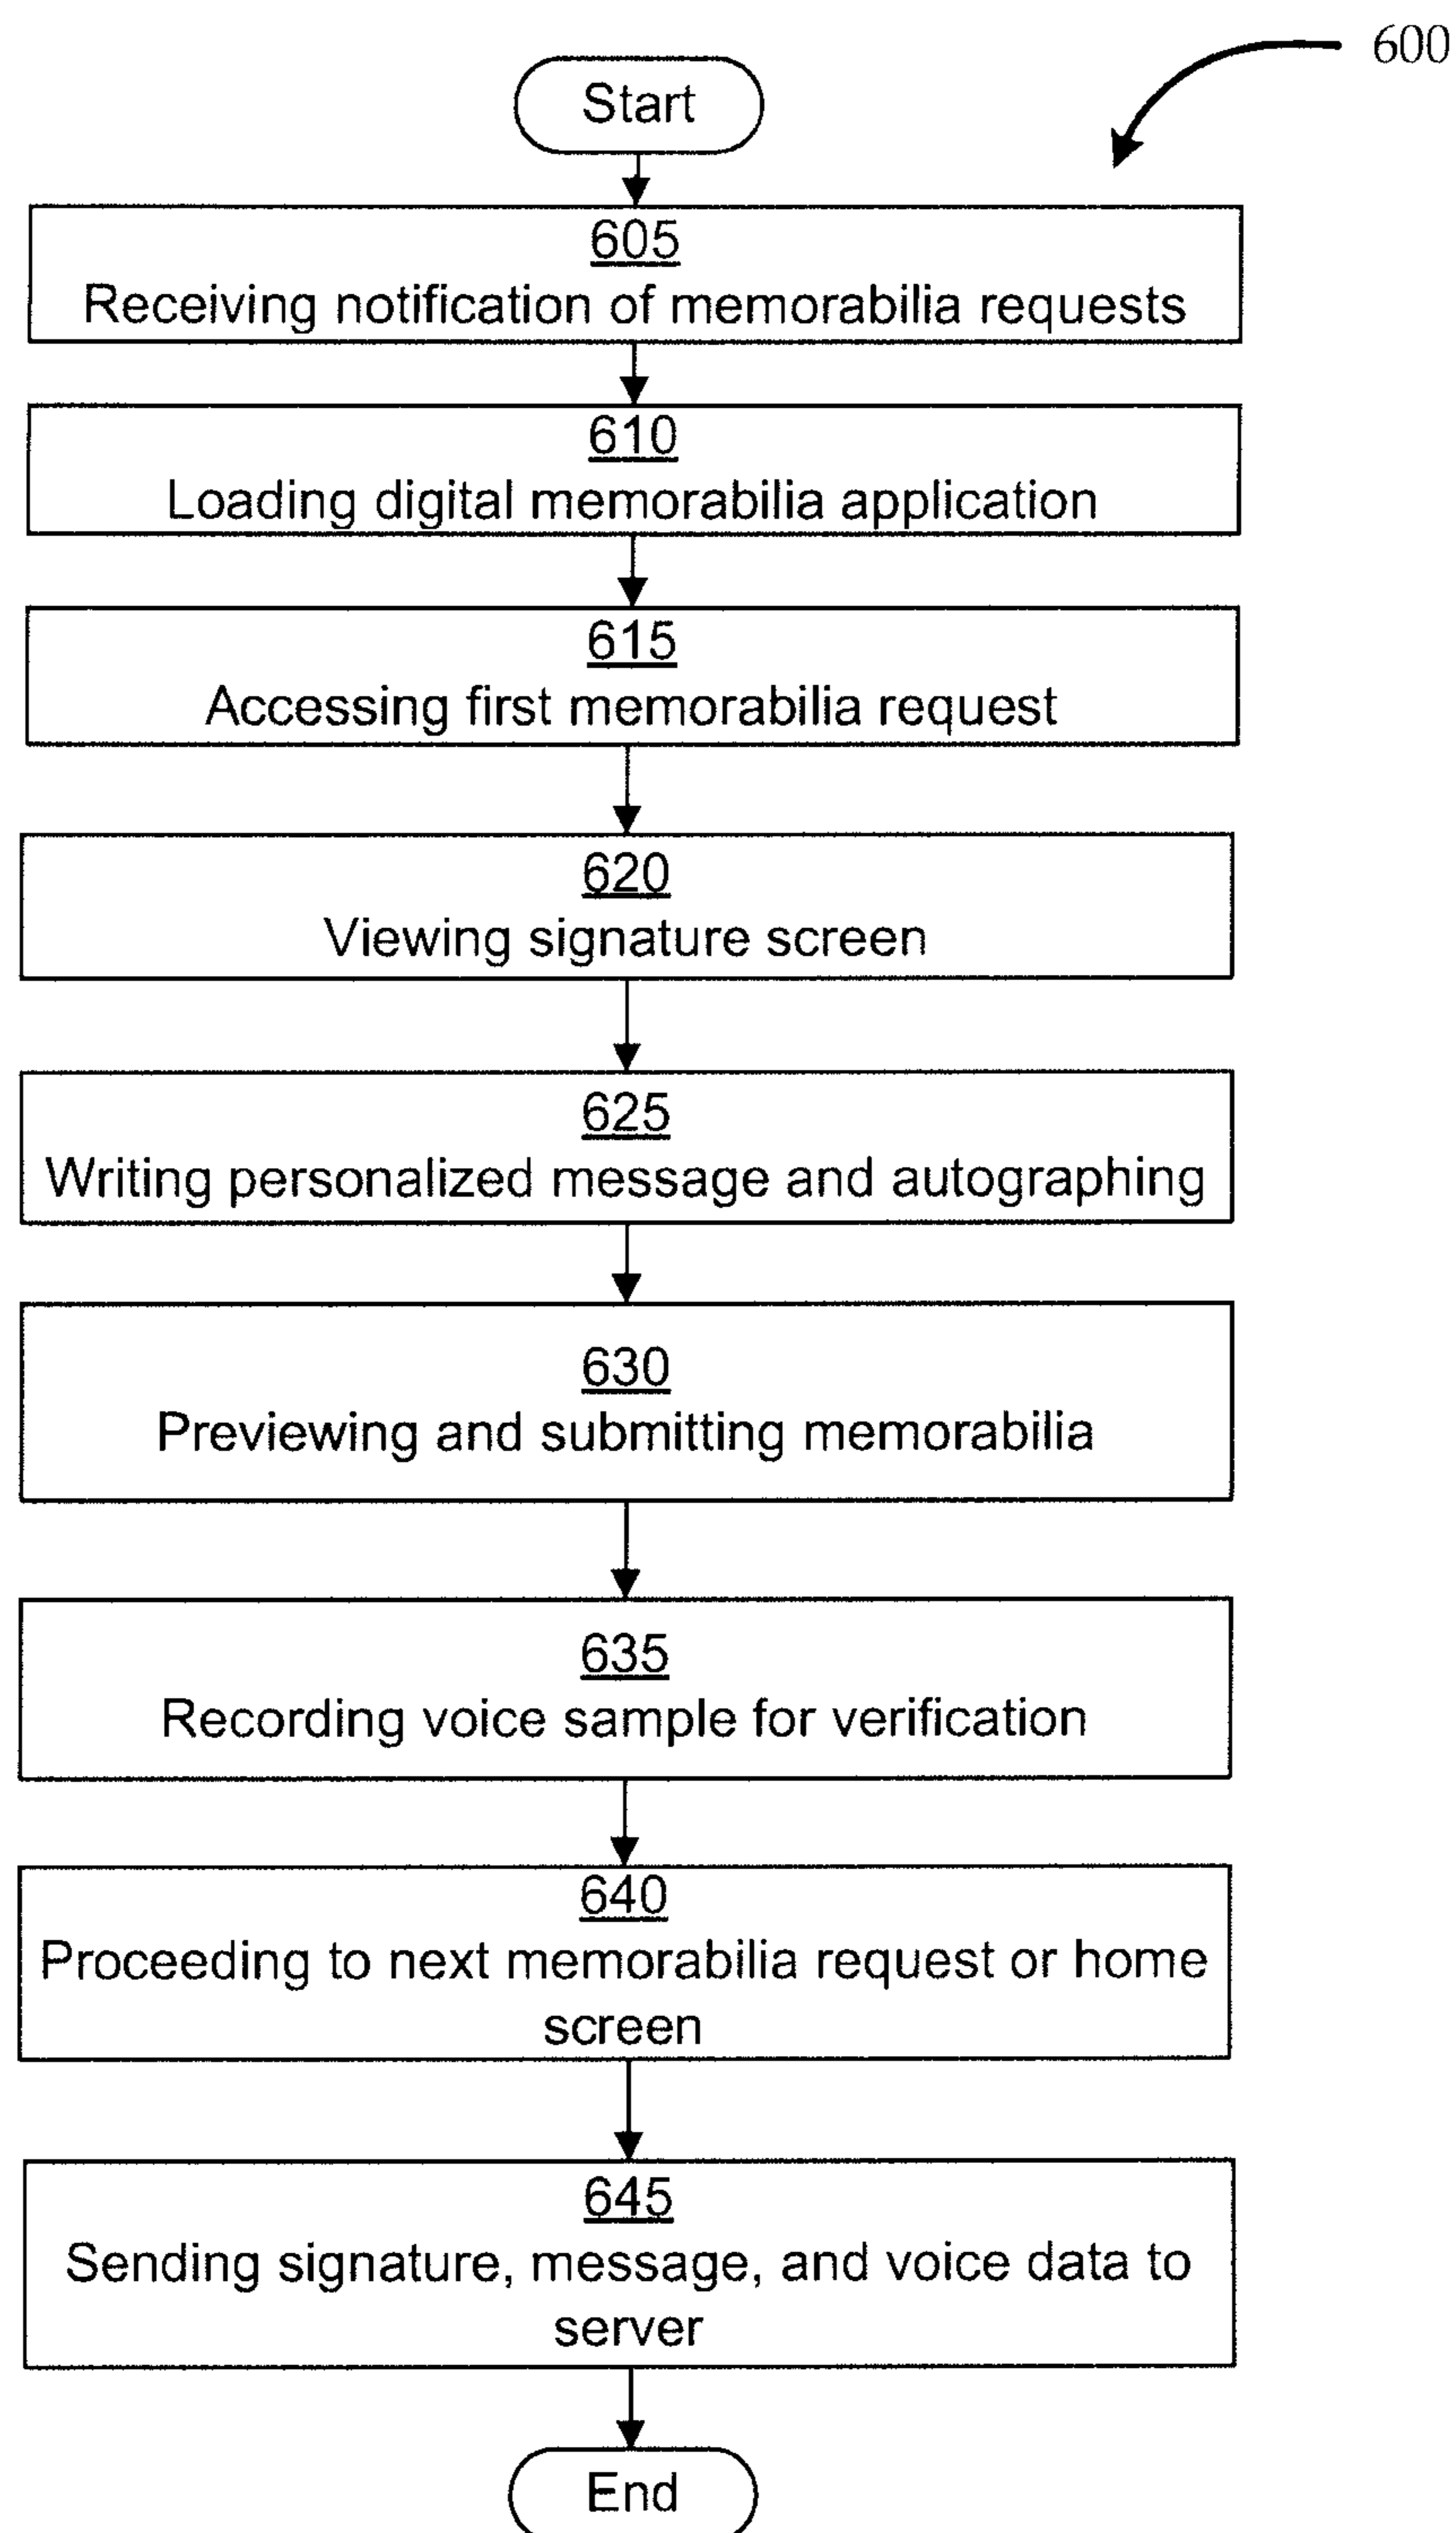 600
Start
605
Receiving notification of memorabilia requests
610
Loading digital memorabilia application
615
Accessing first memorabilia request
620
Viewing signature screen
625
Writing personalized message and autographing
630
Previewing and submitting memorabilia
635
Recording voice sample for verification
640
Proceeding to next memorabilia request or home
screen
645
Sending signature, message, and voice data to
server
End